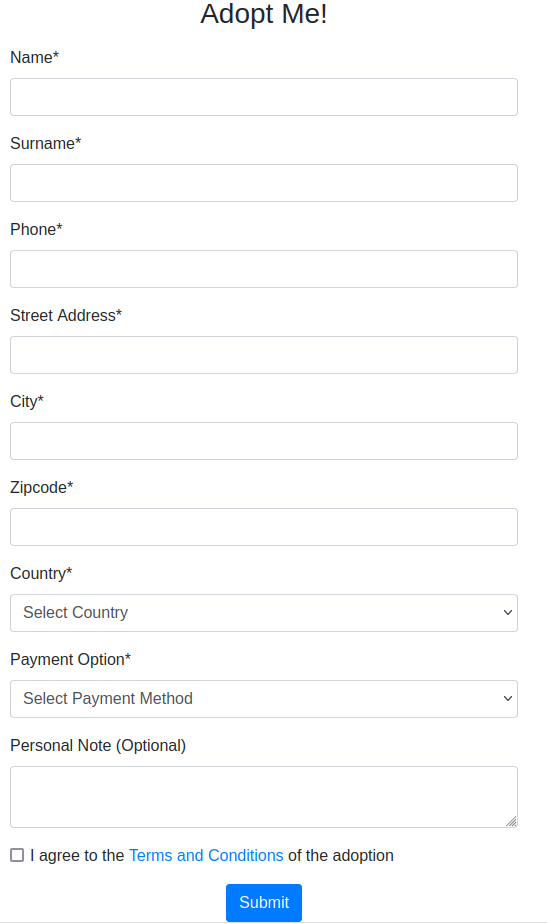 Adopt Me!
Name*
Surname*
Phone*
Street Address*
City*
Zipcode*
Country*
Select Country
Payment Option*
Select Payment Method
Personal Note (Optional)
I agree to the Terms and Conditions of the adoption
Submit